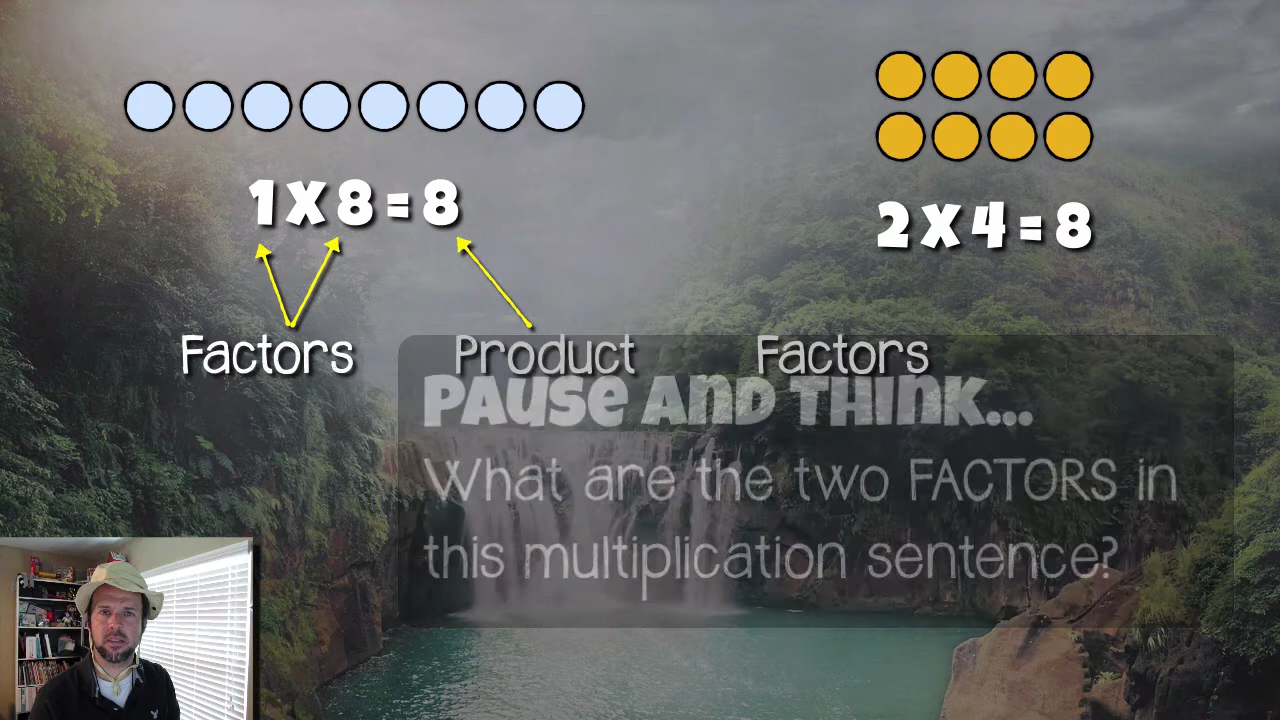 1 X 8 = 8
2 X 4 = 8
Factors
Product
Factors
PAUSE AND THINK...
What are the two FACTORS in
this multiplication sentence?